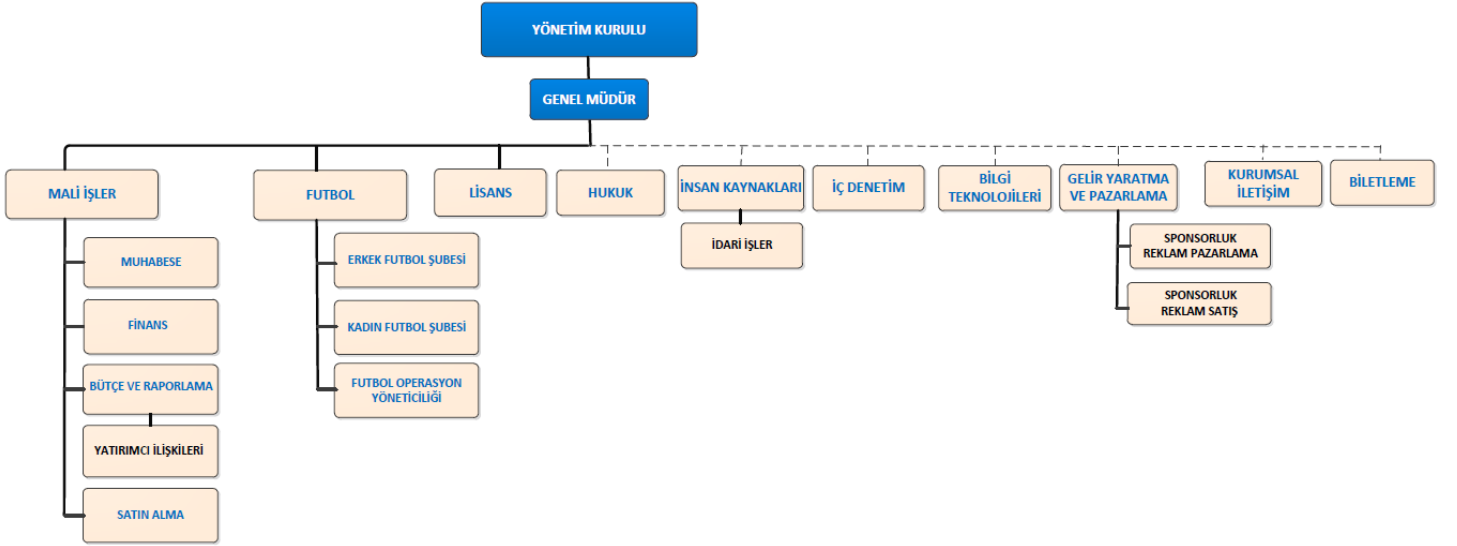 YÖNETİM KURULU
GENEL MÜDÜR
MALİ İŞLER
FUTBOL
LİSANS
HUKUK
İNSAN KAYNAKLARI
İÇ DENETİM
BİLGİ
TEKNOLOJİLERİ
GELİR YARATMA
VE PAZARLAMA
KURUMSAL
İLETİŞİM
BİLETLEME
MUHABESE
FİNANS
BÜTÇE VE RAPORLAMA
YATIRIMCI İLİŞKİLERİ
SATIN ALMA
ERKEK FUTBOL ŞUBESİ
KADIN FUTBOL ŞUBESİ
FUTBOL OPERASYON
YÖNETİCİLİĞİ
İDARİ İŞLER
SPONSORLUK
REKLAM PAZARLAMA
SPONSORLUK
REKLAM SATIŞ